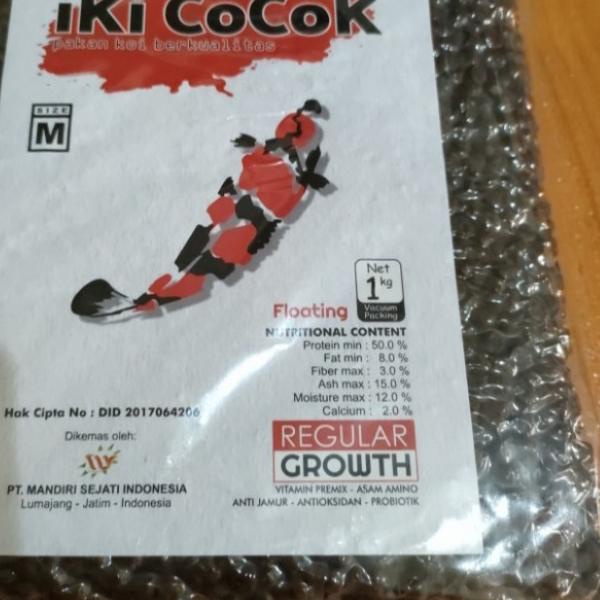 iKi CoCoK
pakan koi berkualitas
SIZE
M
Net
1 kg
Vacuum
Packing
Floating
NUTRITIONAL CONTENT
Protein min : 50.0 %
Fat min : 8.0 %
Fiber max : 3.0 %
Ash max : 15.0 %
Moisture max : 12.0 %
Calcium : 2.0 %
Hak Cipta No : DID 2017064206
Dikemas oleh:
PT. MANDIRI SEJATI INDONESIA
Lumajang - Jatim - Indonesia
REGULAR
GROWTH
VITAMIN PREMIX - ASAM AMINO
ANTI JAMUR - ANTIOKSIDAN - PROBIOTIK